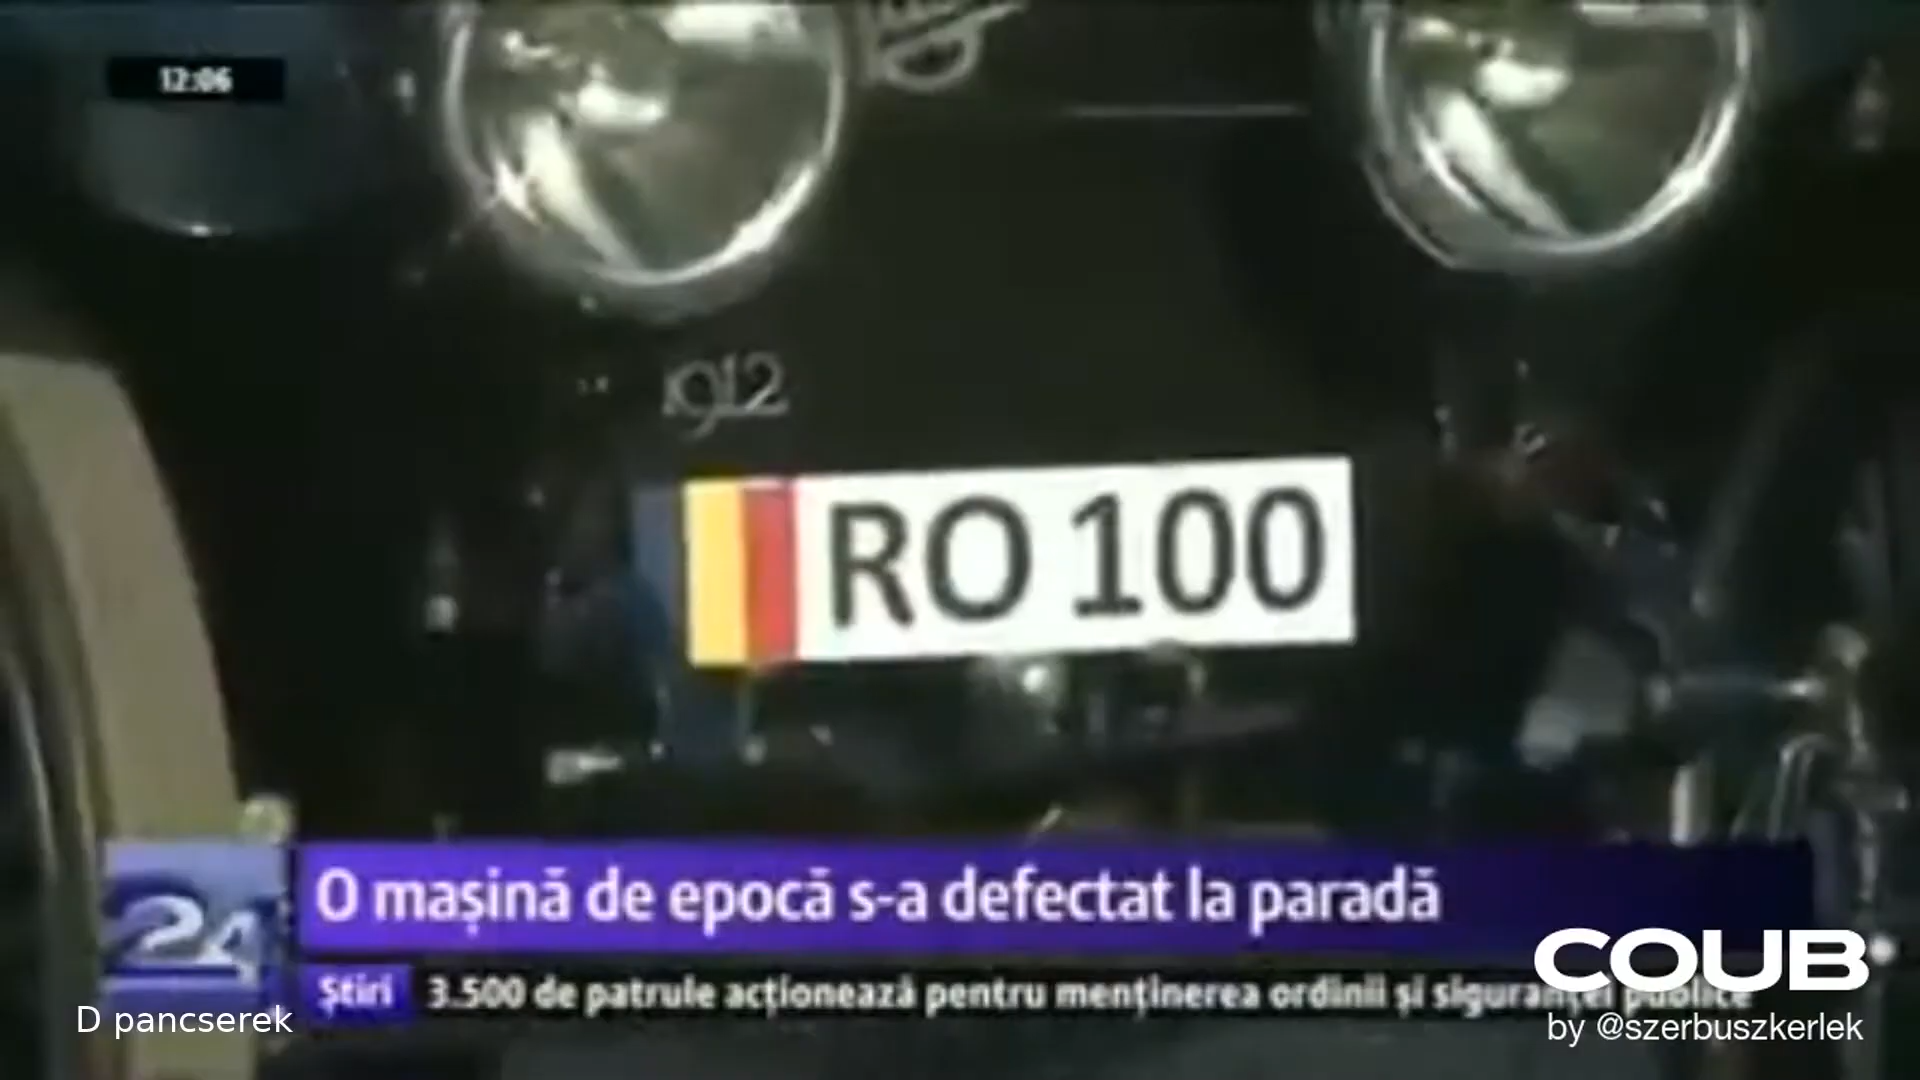 12:06
1912
RO 100
24
O mașină de epocă s-a defectat la paradă
Știri 3.500 de patrule acționează pentru menținerea ordinii și siguranței publice
D pancserek
COUB
by @szerbuszkerlek